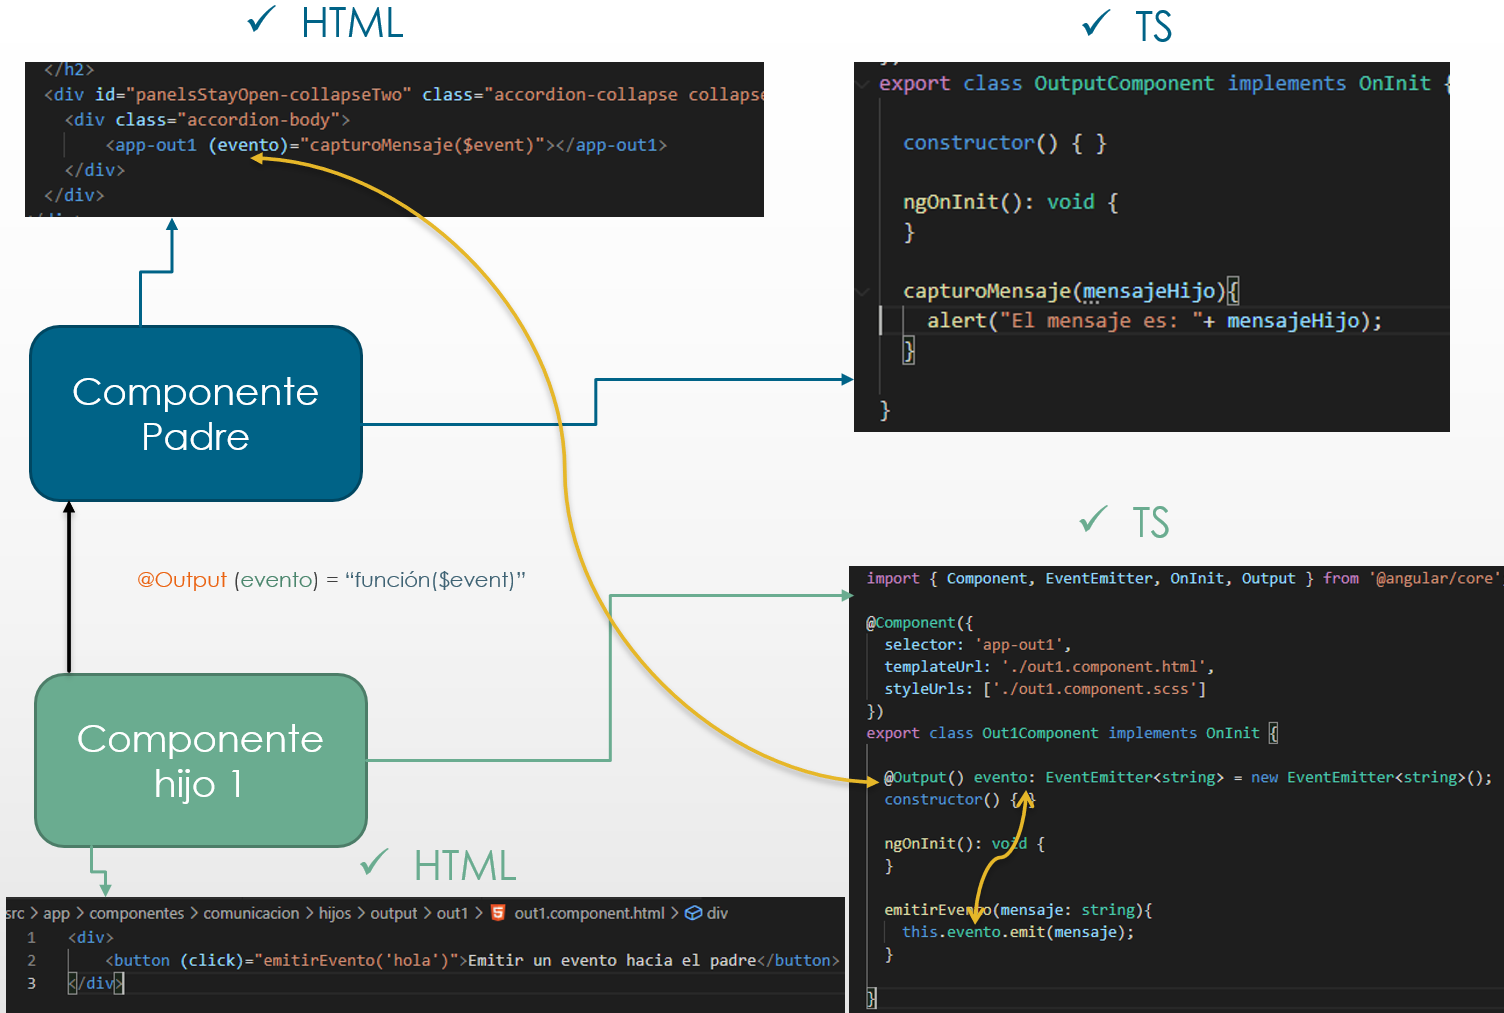 ✓ HTML
</h2>
<div id="panelsStayOpen-collapseTwo" class="accordion-collapse collapse
<div class="accordion-body">
<app-out1 (evento)="capturoMensaje($event)"></app-out1>
</div>
</div>
✓ TS
export class OutputComponent implements OnInit {
constructor() { }
ngOnInit(): void {
}
capturoMensaje(mensajeHijo){
alert("El mensaje es: "+ mensajeHijo);
}
}
Componente
Padre
@Output (evento) = “función($event)”
Componente
hijo 1
✓ TS
import { Component, EventEmitter, OnInit, Output } from '@angular/core'
@Component({
selector: 'app-out1',
templateUrl: './out1.component.html',
styleUrls: ['./out1.component.scss']
})
export class Out1Component implements OnInit {
@Output() evento: EventEmitter<string> = new EventEmitter<string>();
constructor() { }
ngOnInit(): void {
}
emitirEvento(mensaje: string){
this.evento.emit(mensaje);
}
}
✓ HTML
src > app > componentes > comunicacion > hijos > output > out1 > out1.component.html > div
1 <div>
2 <button (click)="emitirEvento('hola')">Emitir un evento hacia el padre</button>
3 </div>